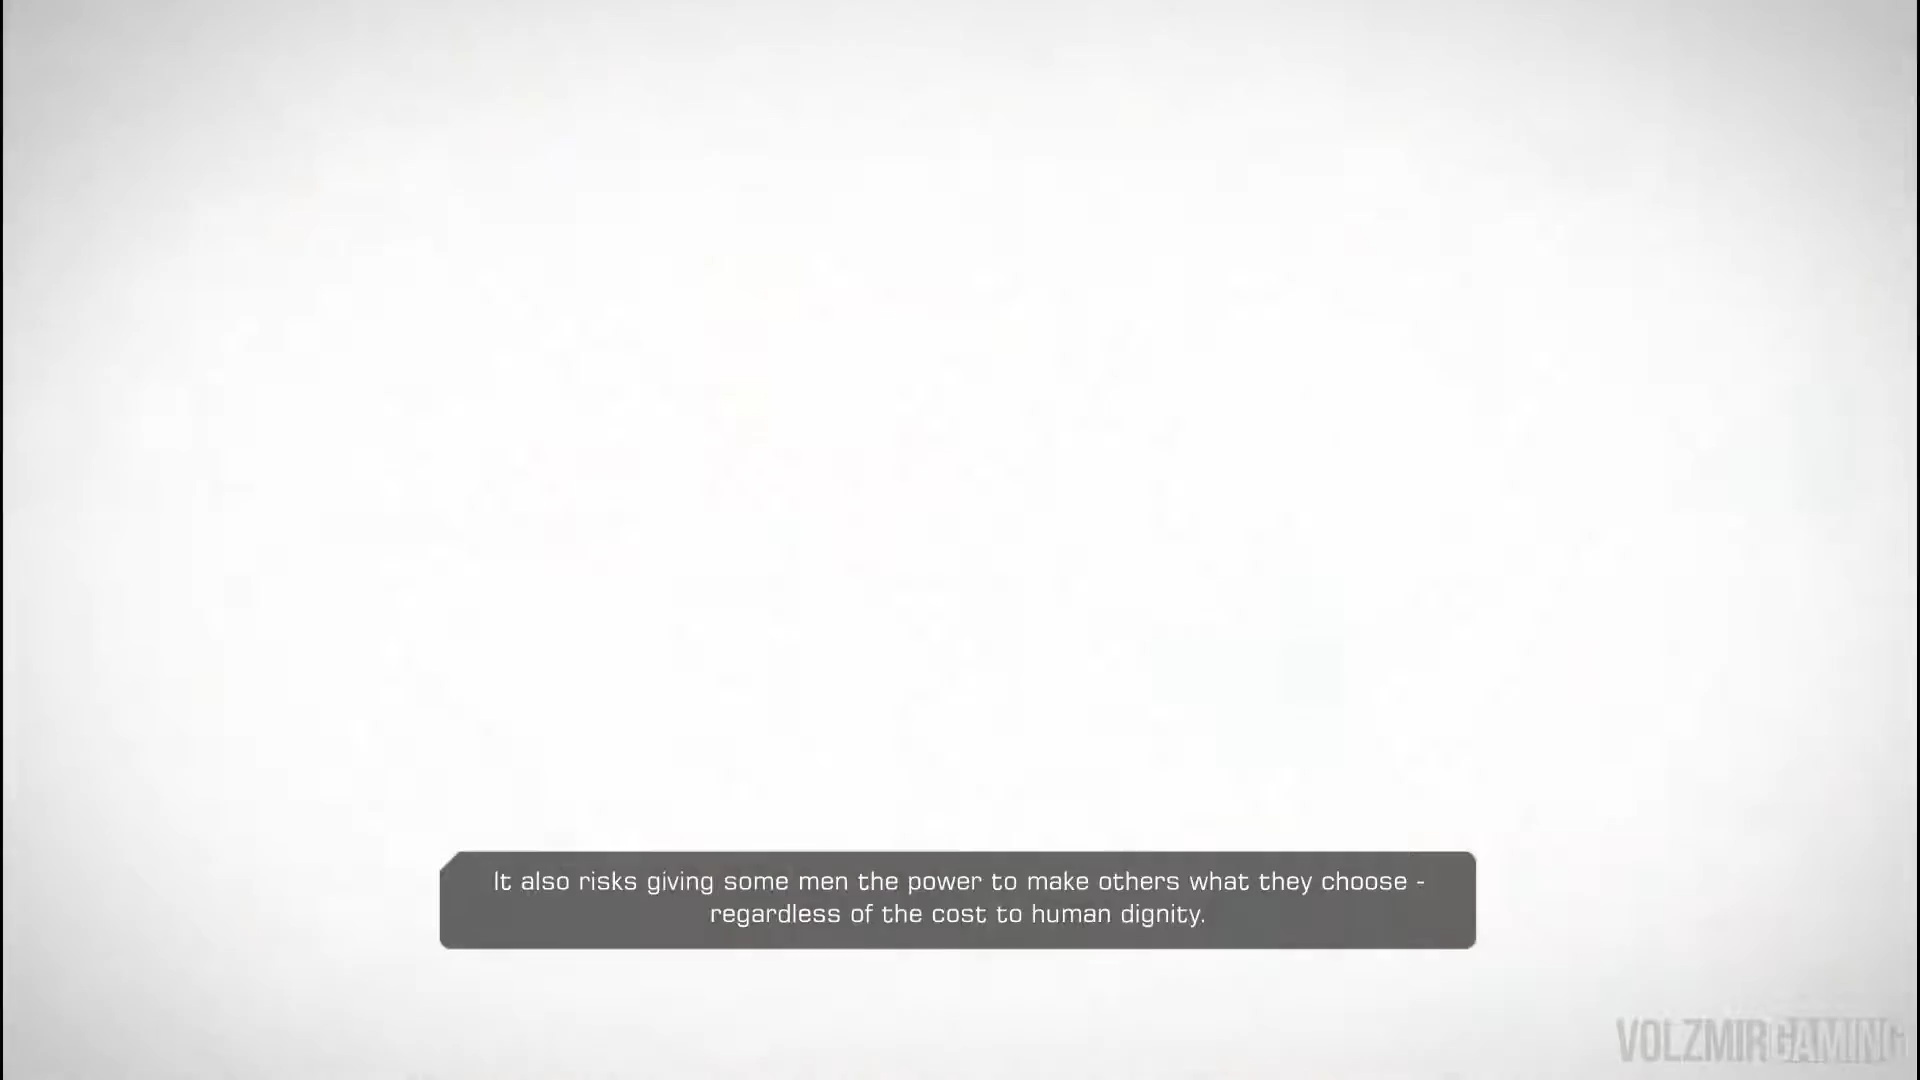 It also risks giving some men the power to make others what they choose -
regardless of the cost to human dignity.
VOLZMIRGAMING